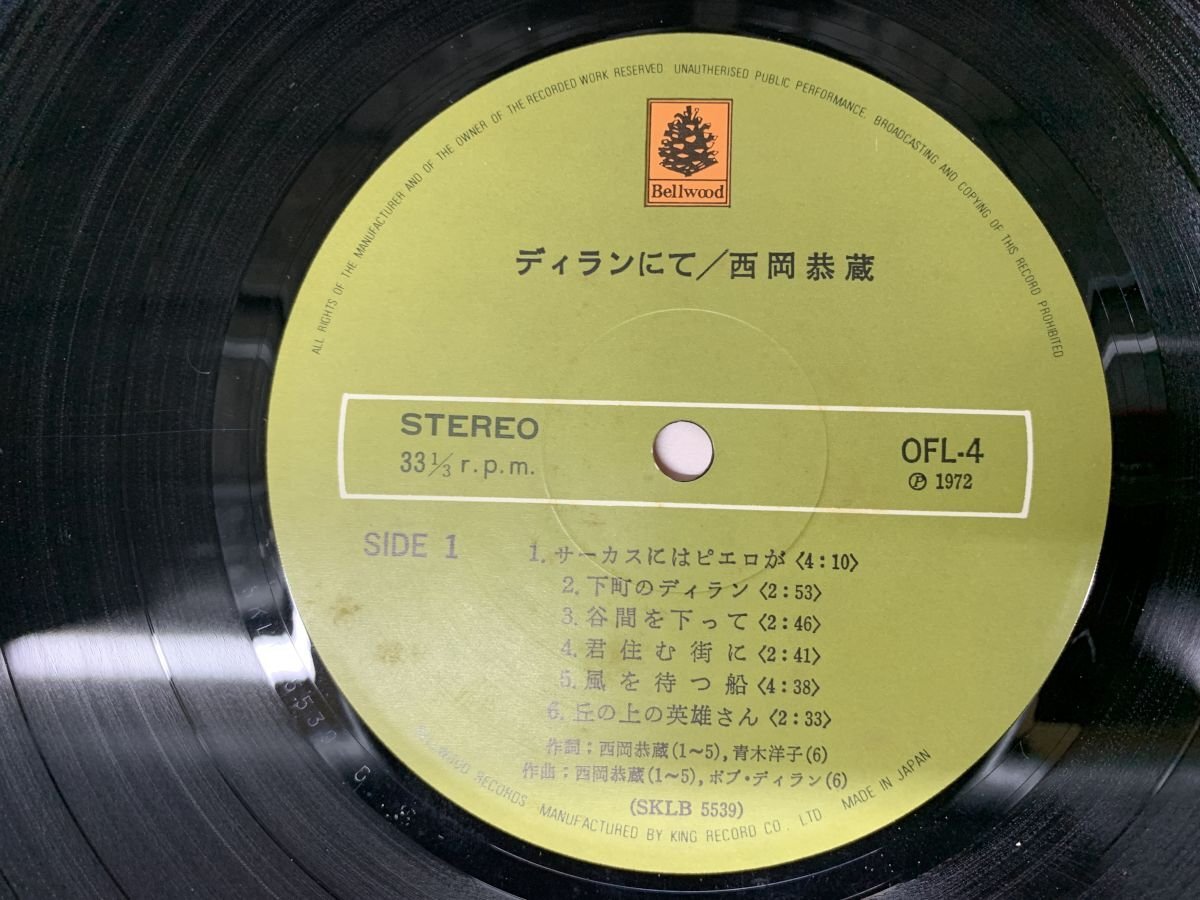 ALL RIGHTS OF THE MANUFACTURER AND OF THE OWNER OF THE RECORDED WORK RESERVED UNAUTHERISED PUBLIC PERFORMANCE. BROADCASTING AND COPYING OF THIS RECORD PROHIBITED
Bellwood
ディランにて/西岡恭蔵
STEREO
33 1/3 r.p.m.
OFL-4
Ⓟ 1972
SIDE 1
1. サーカスにはピエロが〈4:10〉
2. 下町のディラン〈2:53〉
3. 谷間を下って〈2:46〉
4. 君住む街に〈2:41〉
5. 風を待つ船〈4:38〉
6. 丘の上の英雄さん〈2:33〉
作詞:西岡恭蔵(1~5), 青木洋子(6)
作曲:西岡恭蔵(1~5), ボブ・ディラン(6)
(SKLB 5539)
BELLWOOD RECORDS MANUFACTURED BY KING RECORD CO., LTD MADE IN JAPAN